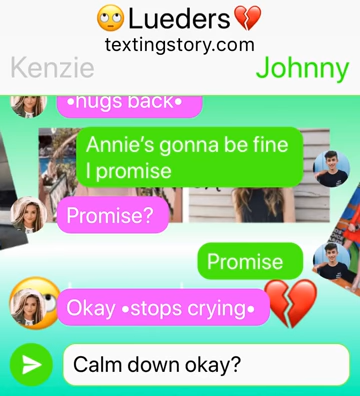 🙄Lueders💔
textingstory.com
Kenzie
Johnny
•hugs back•
Annie's gonna be fine
I promise
Promise?
Promise
Okay •stops crying•
Calm down okay?